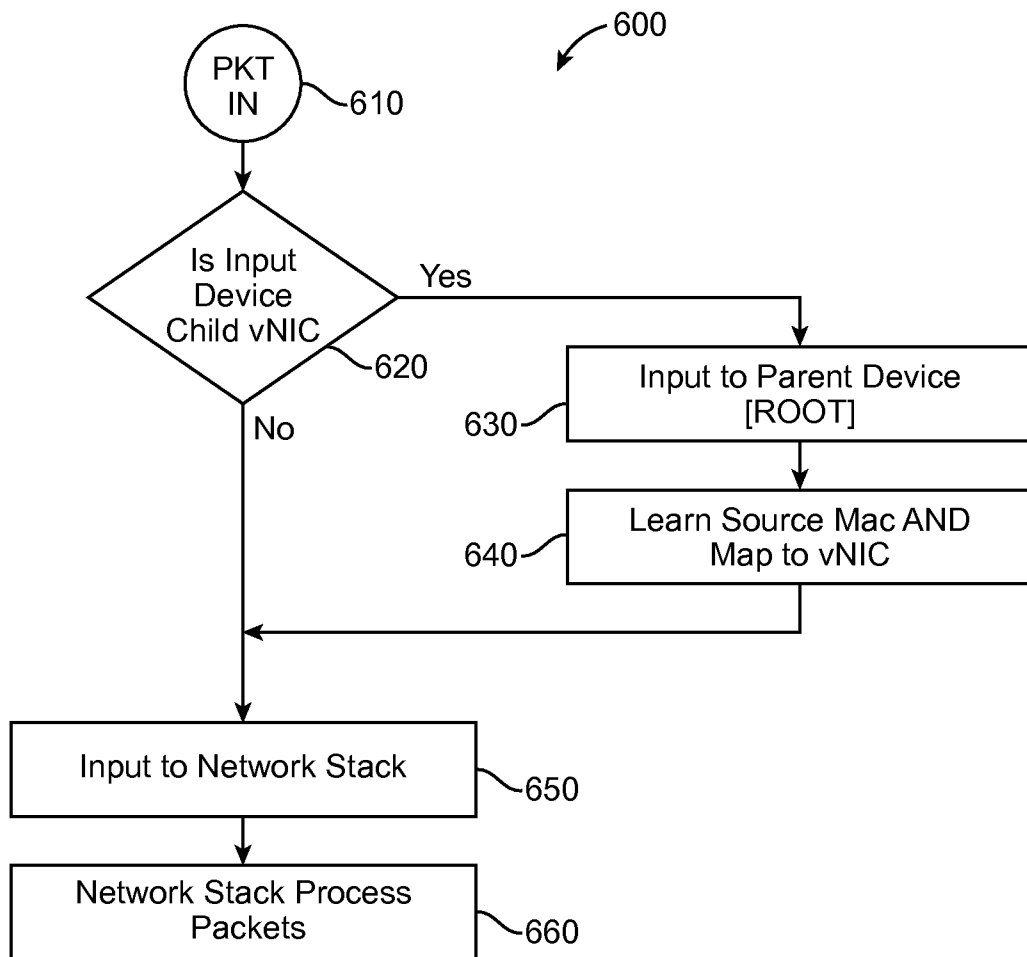 600
PKT
IN
610
Is Input
Device
Child vNIC
620
Yes
No
Input to Parent Device
[ROOT]
630
Learn Source Mac AND
Map to vNIC
640
Input to Network Stack
650
Network Stack Process
Packets
660